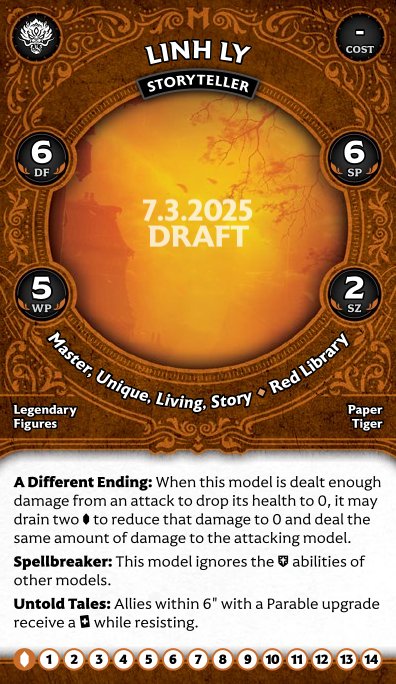 M
-
COST
LINH LY
STORYTELLER
6
DF
6
SP
7.3.2025
DRAFT
5
WP
2
SZ
Master, Unique, Living, Story ◆ Red Library
Legendary
Figures
Paper
Tiger
A Different Ending: When this model is dealt enough
damage from an attack to drop its health to 0, it may
drain two to reduce that damage to 0 and deal the
same amount of damage to the attacking model.
Spellbreaker: This model ignores the abilities of
other models.
Untold Tales: Allies within 6" with a Parable upgrade
receive a while resisting.
1 2 3 4 5 6 7 8 9 10 11 12 13 14